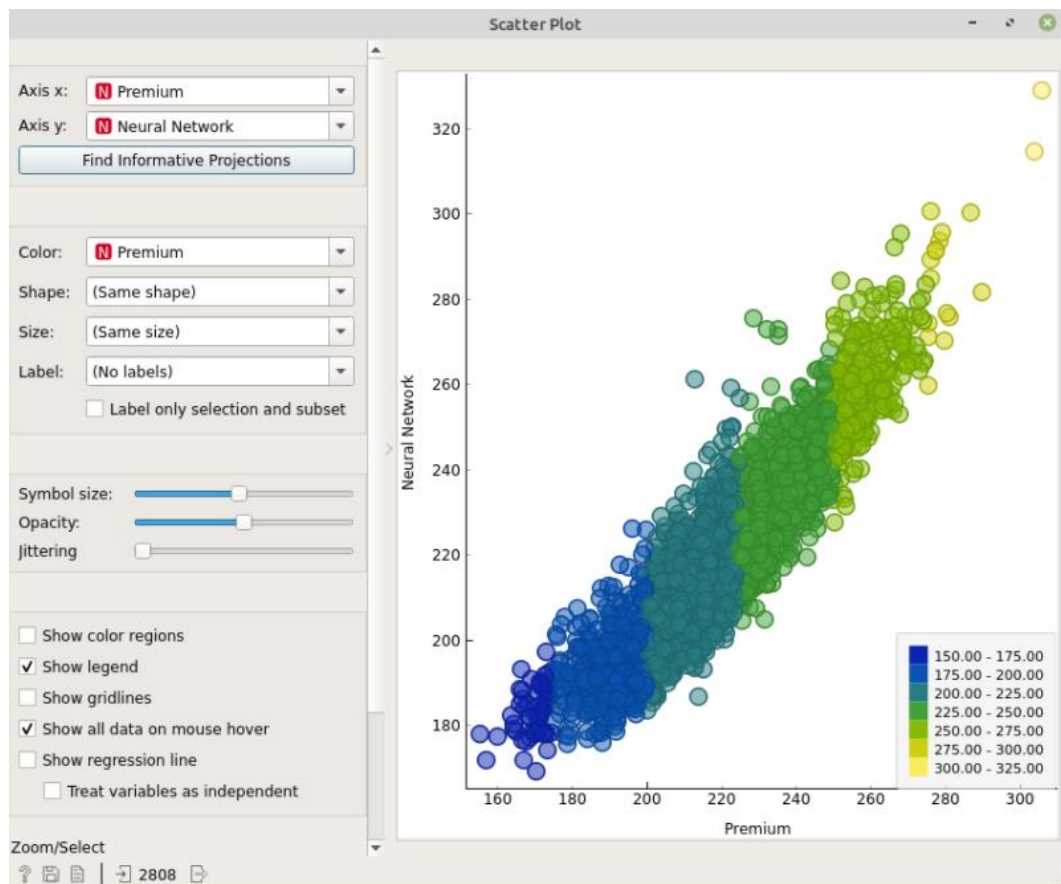 Scatter Plot
Axis x: N Premium
Axis y: N Neural Network
Find Informative Projections
Color: N Premium
Shape: (Same shape)
Size: (Same size)
Label: (No labels)
Label only selection and subset
Symbol size:
Opacity:
Jittering
Show color regions
Show legend
Show gridlines
Show all data on mouse hover
Show regression line
Treat variables as independent
Zoom/Select
? 2808
Neural Network
320
300
280
260
240
220
200
180
160 180 200 220 240 260 280 300
Premium
150.00 - 175.00
175.00 - 200.00
200.00 - 225.00
225.00 - 250.00
250.00 - 275.00
275.00 - 300.00
300.00 - 325.00